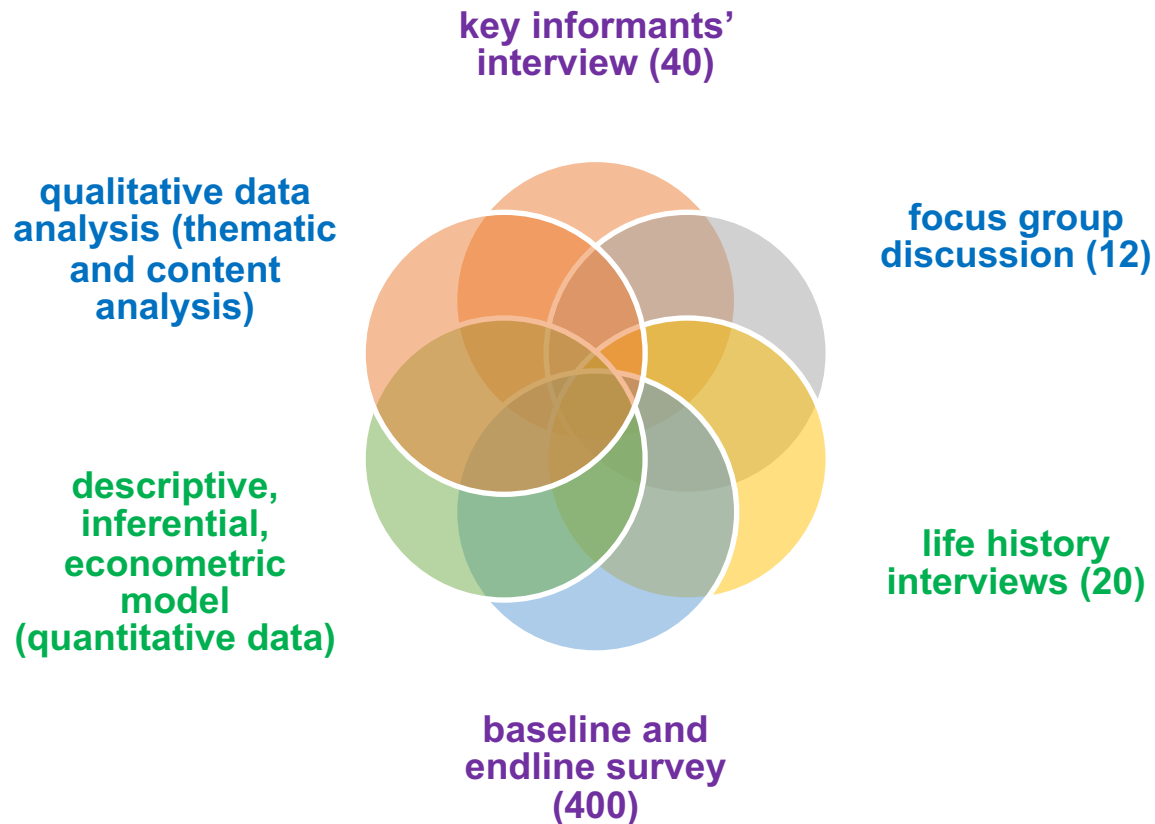 key informants’
interview (40)
qualitative data
analysis (thematic
and content
analysis)
focus group
discussion (12)
descriptive,
inferential,
econometric
model
(quantitative data)
life history
interviews (20)
baseline and
endline survey
(400)